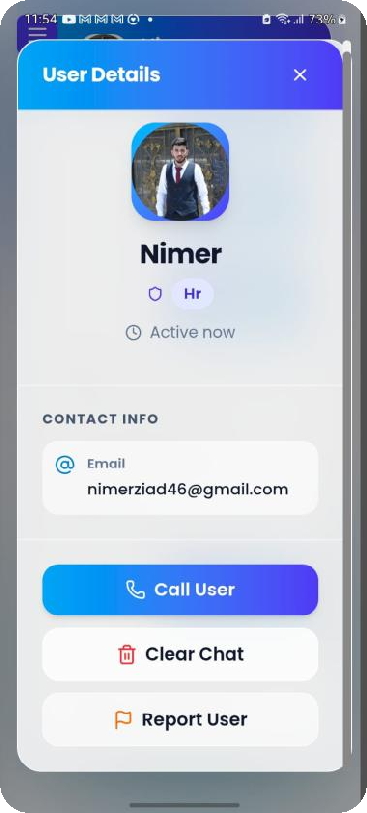 11:54
73%
User Details
Nimer
Hr
Active now
CONTACT INFO
Email
nimerziad46@gmail.com
Call User
Clear Chat
Report User